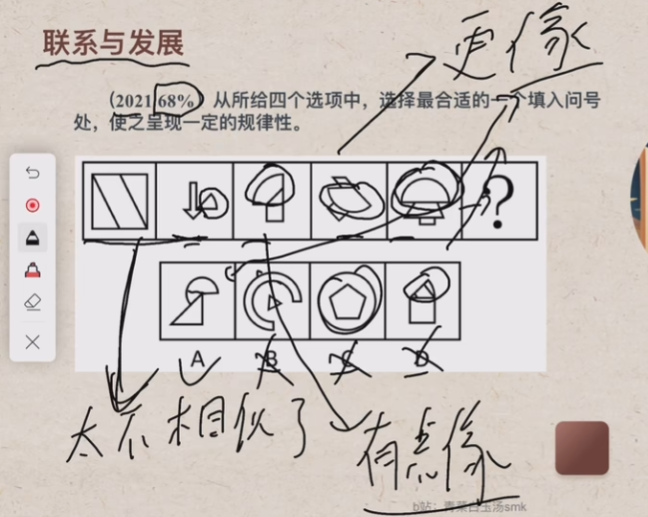 联系与发展
更像
(2021 68%) 从所给四个选项中，选择最合适的一个填入问号
处，使之呈现一定的规律性。
?
A B C D
太不相似了
有点像
b站：青菜白玉汤smk